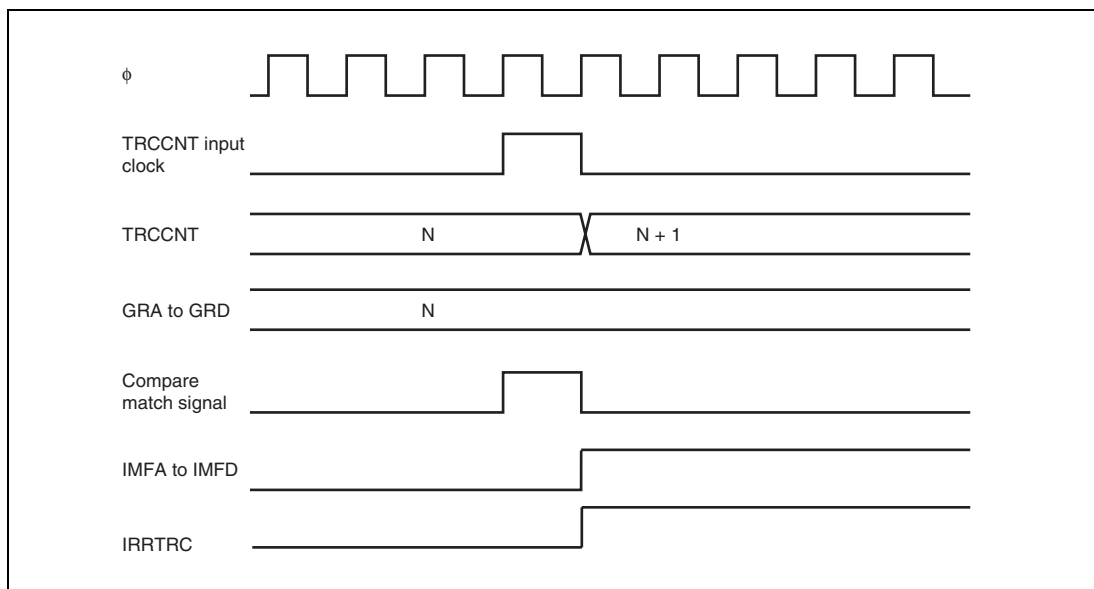 ϕ
TRCCNT input
clock
TRCCNT
N
N + 1
GRA to GRD
N
Compare
match signal
IMFA to IMFD
IRRTRC